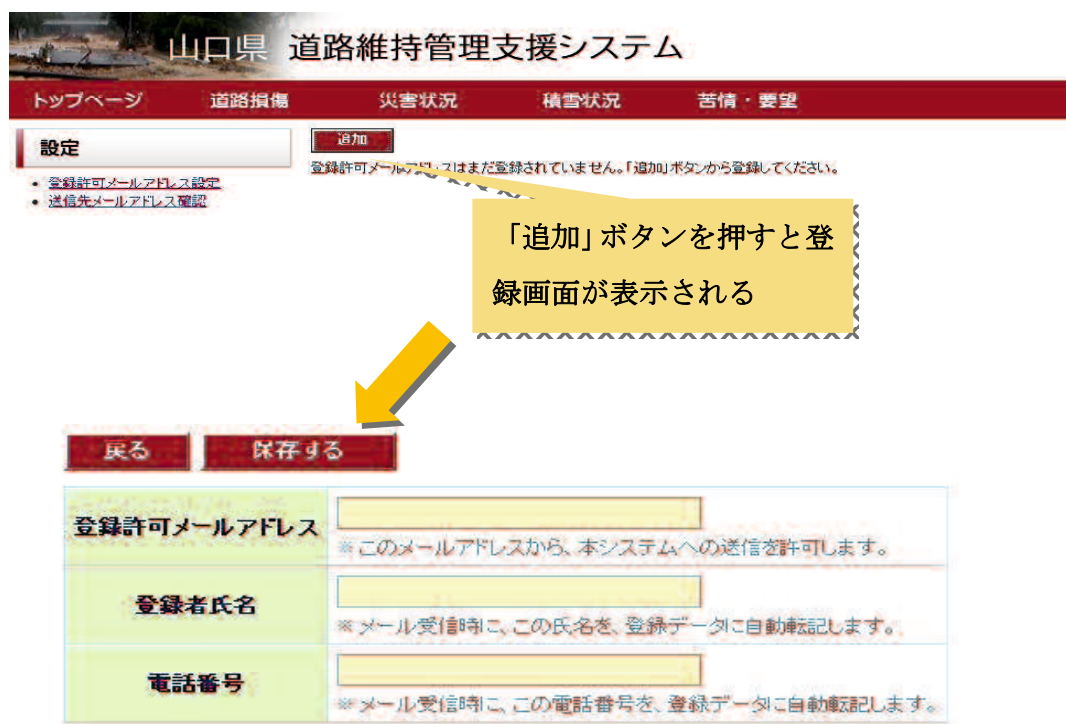 山口県 道路維持管理支援システム
トップページ 道路損傷 災害状況 積雪状況 苦情・要望
設定
追加
登録許可メールアドレスはまだ登録されていません。「追加」ボタンから登録してください。
・登録許可メールアドレス設定
・送信先メールアドレス確認
「追加」ボタンを押すと登
録画面が表示される
戻る 保存する
登録許可メールアドレス
※このメールアドレスから、本システムへの送信を許可します。
登録者氏名
※メール受信時に、この氏名を、登録データに自動転記します。
電話番号
※メール受信時に、この電話番号を、登録データに自動転記します。